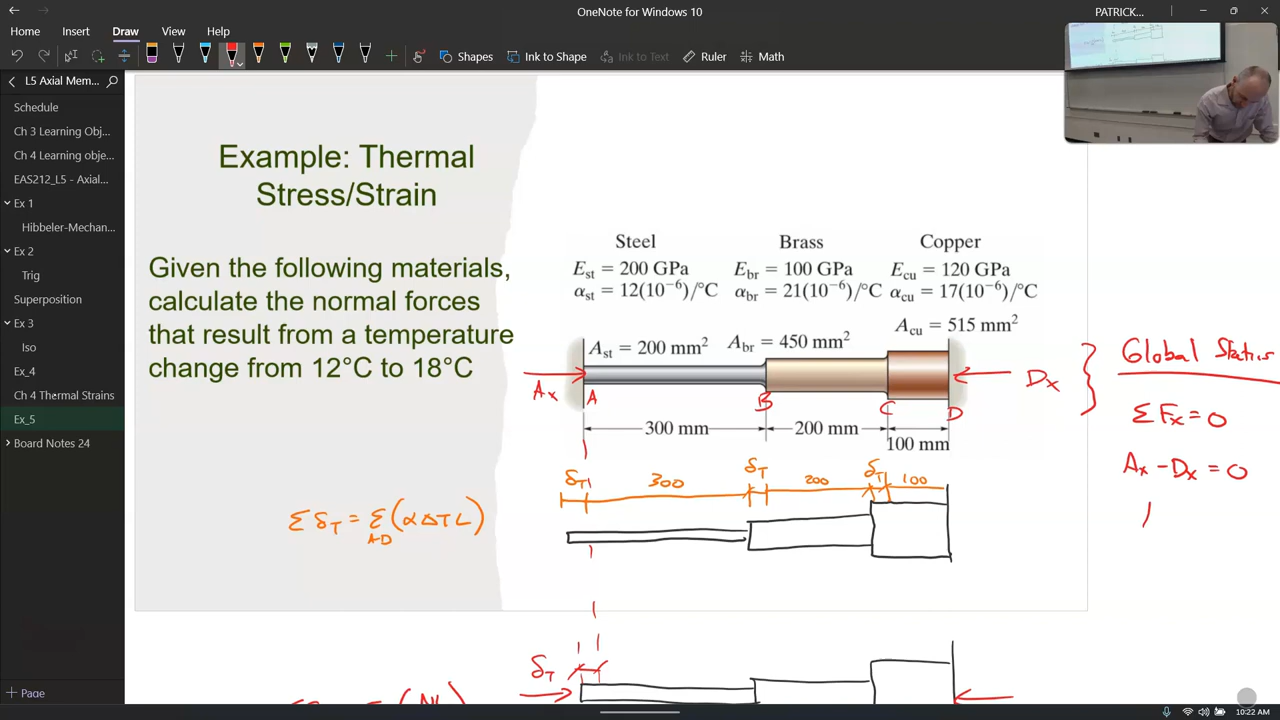 OneNote for Windows 10
PATRICK...
Home
Insert
Draw
View
Help
Shapes
Ink to Shape
Ink to Text
Ruler
Math
L5 Axial Mem...
Schedule
Ch 3 Learning Obj...
Ch 4 Learning obje...
EAS212_L5 - Axial...
Ex 1
Hibbeler-Mechan...
Ex 2
Trig
Superposition
Ex 3
Iso
Ex_4
Ch 4 Thermal Strains
Ex_5
Board Notes 24
Page
Example: Thermal
Stress/Strain
Given the following materials,
calculate the normal forces
that result from a temperature
change from 12°C to 18°C
Σ δT = Σ (α ΔT L)
AD
Steel
Est = 200 GPa
αst = 12(10⁻⁶)/°C
Brass
Ebr = 100 GPa
αbr = 21(10⁻⁶)/°C
Copper
Ecu = 120 GPa
αcu = 17(10⁻⁶)/°C
Ast = 200 mm²
Abr = 450 mm²
Acu = 515 mm²
Ax
A
B
C
D
Dx
300 mm
200 mm
100 mm
δT
300
δT
200
δT
100
Global Statics
Σ Fx = 0
Ax - Dx = 0
δT
10:22 AM